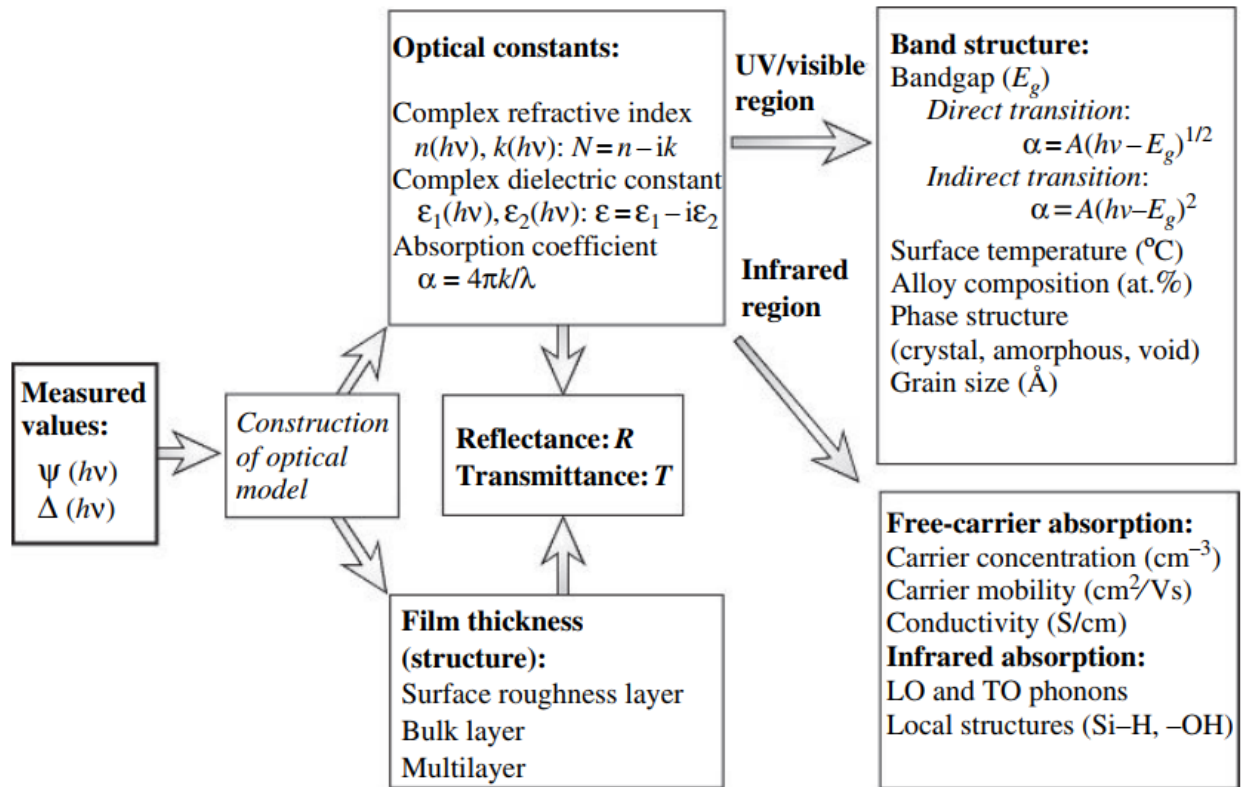 Measured
values:
ψ (hν)
Δ (hν)
Construction
of optical
model
Optical constants:
Complex refractive index
n(hν), k(hν): N = n – ik
Complex dielectric constant
ε₁(hν), ε₂(hν): ε = ε₁ – iε₂
Absorption coefficient
α = 4πk/λ
Reflectance: R
Transmittance: T
Film thickness
(structure):
Surface roughness layer
Bulk layer
Multilayer
UV/visible
region
Infrared
region
Band structure:
Bandgap (E_g)
Direct transition:
α = A(hν – E_g)^1/2
Indirect transition:
α = A(hν–E_g)^2
Surface temperature (°C)
Alloy composition (at.%)
Phase structure
(crystal, amorphous, void)
Grain size (Å)
Free-carrier absorption:
Carrier concentration (cm⁻³)
Carrier mobility (cm²/Vs)
Conductivity (S/cm)
Infrared absorption:
LO and TO phonons
Local structures (Si–H, –OH)